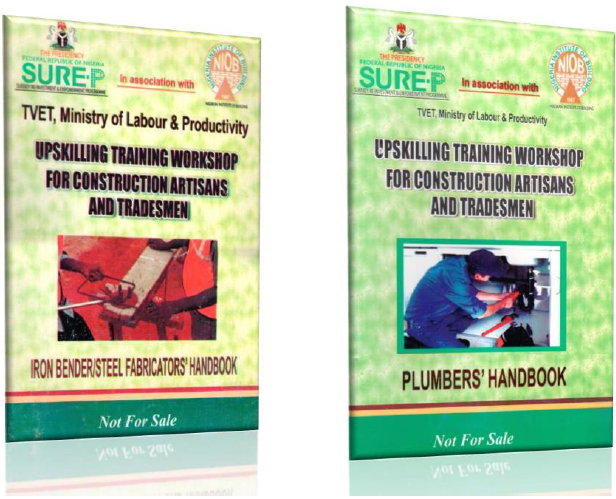 THE PRESIDENCY
FEDERAL REPUBLIC OF NIGERIA
SURE-P
In association with
NIOB
TVET, Ministry of Labour & Productivity
UPSKILLING TRAINING WORKSHOP
FOR CONSTRUCTION ARTISANS
AND TRADESMEN
IRON BENDER/STEEL FABRICATORS' HANDBOOK
Not For Sale
THE PRESIDENCY
FEDERAL REPUBLIC OF NIGERIA
SURE-P
In association with
NIOB
TVET, Ministry of Labour & Productivity
UPSKILLING TRAINING WORKSHOP
FOR CONSTRUCTION ARTISANS
AND TRADESMEN
PLUMBERS' HANDBOOK
Not For Sale